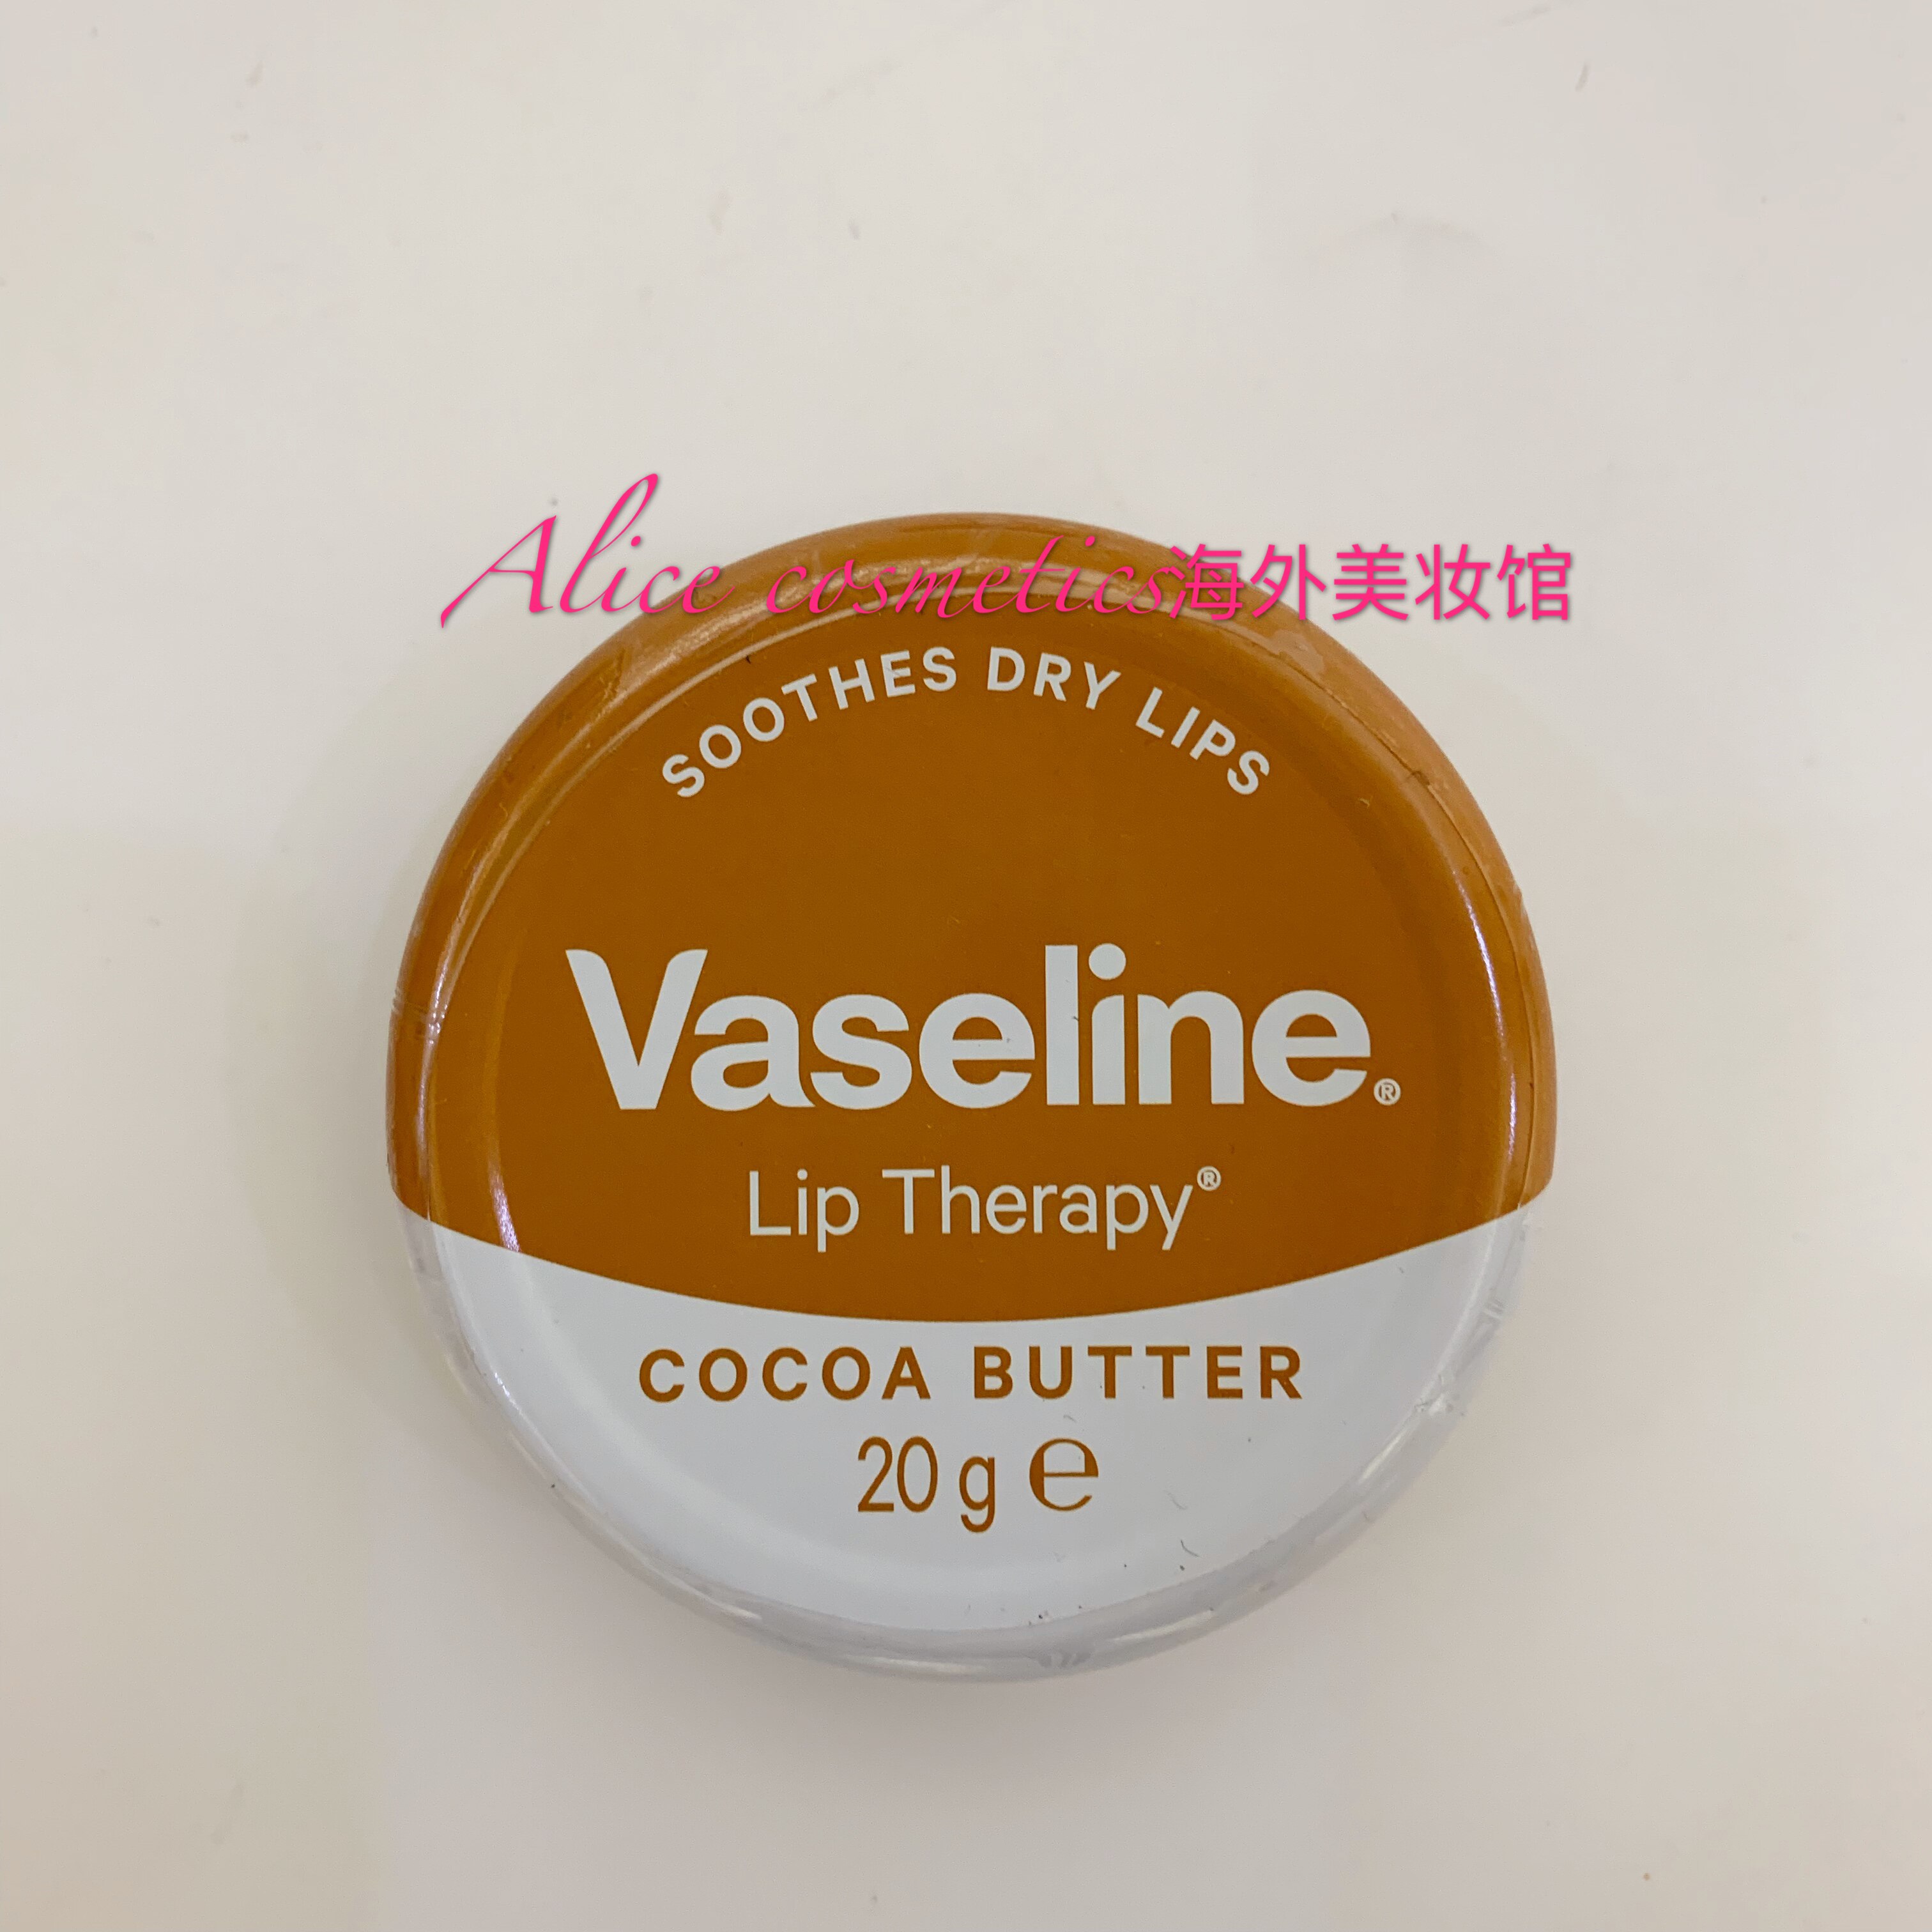 Alice cosmetics海外美妆馆
SOOTHES DRY LIPS
Vaseline®
Lip Therapy®
COCOA BUTTER
20 g ℮